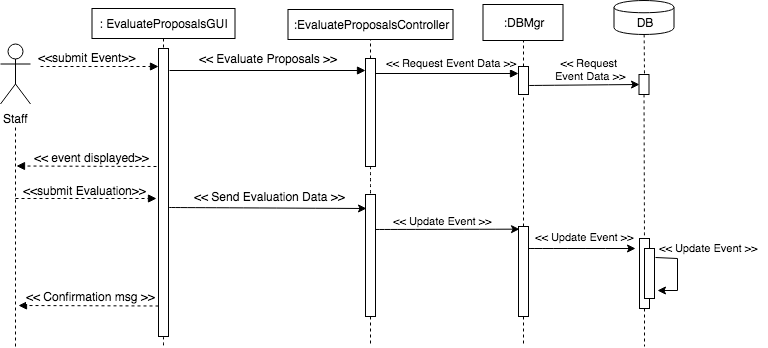 : EvaluateProposalsGUI
:EvaluateProposalsController
:DBMgr
DB
<<submit Event>>
<< Evaluate Proposals >>
<< Request Event Data >>
<< Request
Event Data >>
Staff
<< event displayed>>
<<submit Evaluation>>
<< Send Evaluation Data >>
<< Update Event >>
<< Update Event >>
<< Update Event >>
<< Confirmation msg >>